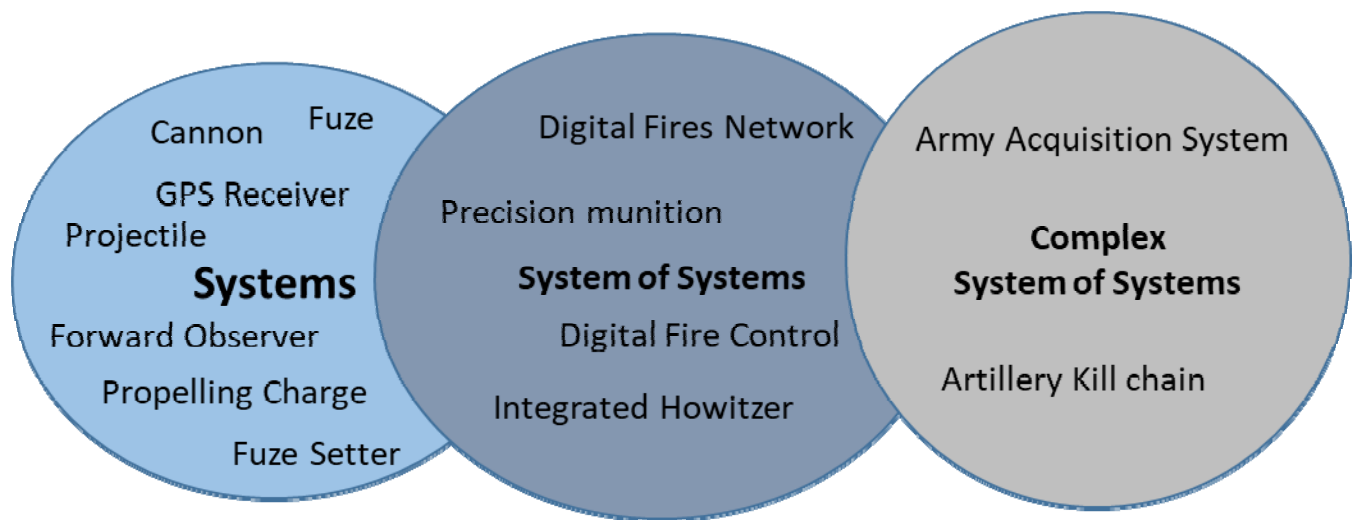 Cannon
Fuze
GPS Receiver
Projectile
Systems
Forward Observer
Propelling Charge
Fuze Setter
Digital Fires Network
Precision munition
System of Systems
Digital Fire Control
Integrated Howitzer
Army Acquisition System
Complex
System of Systems
Artillery Kill chain